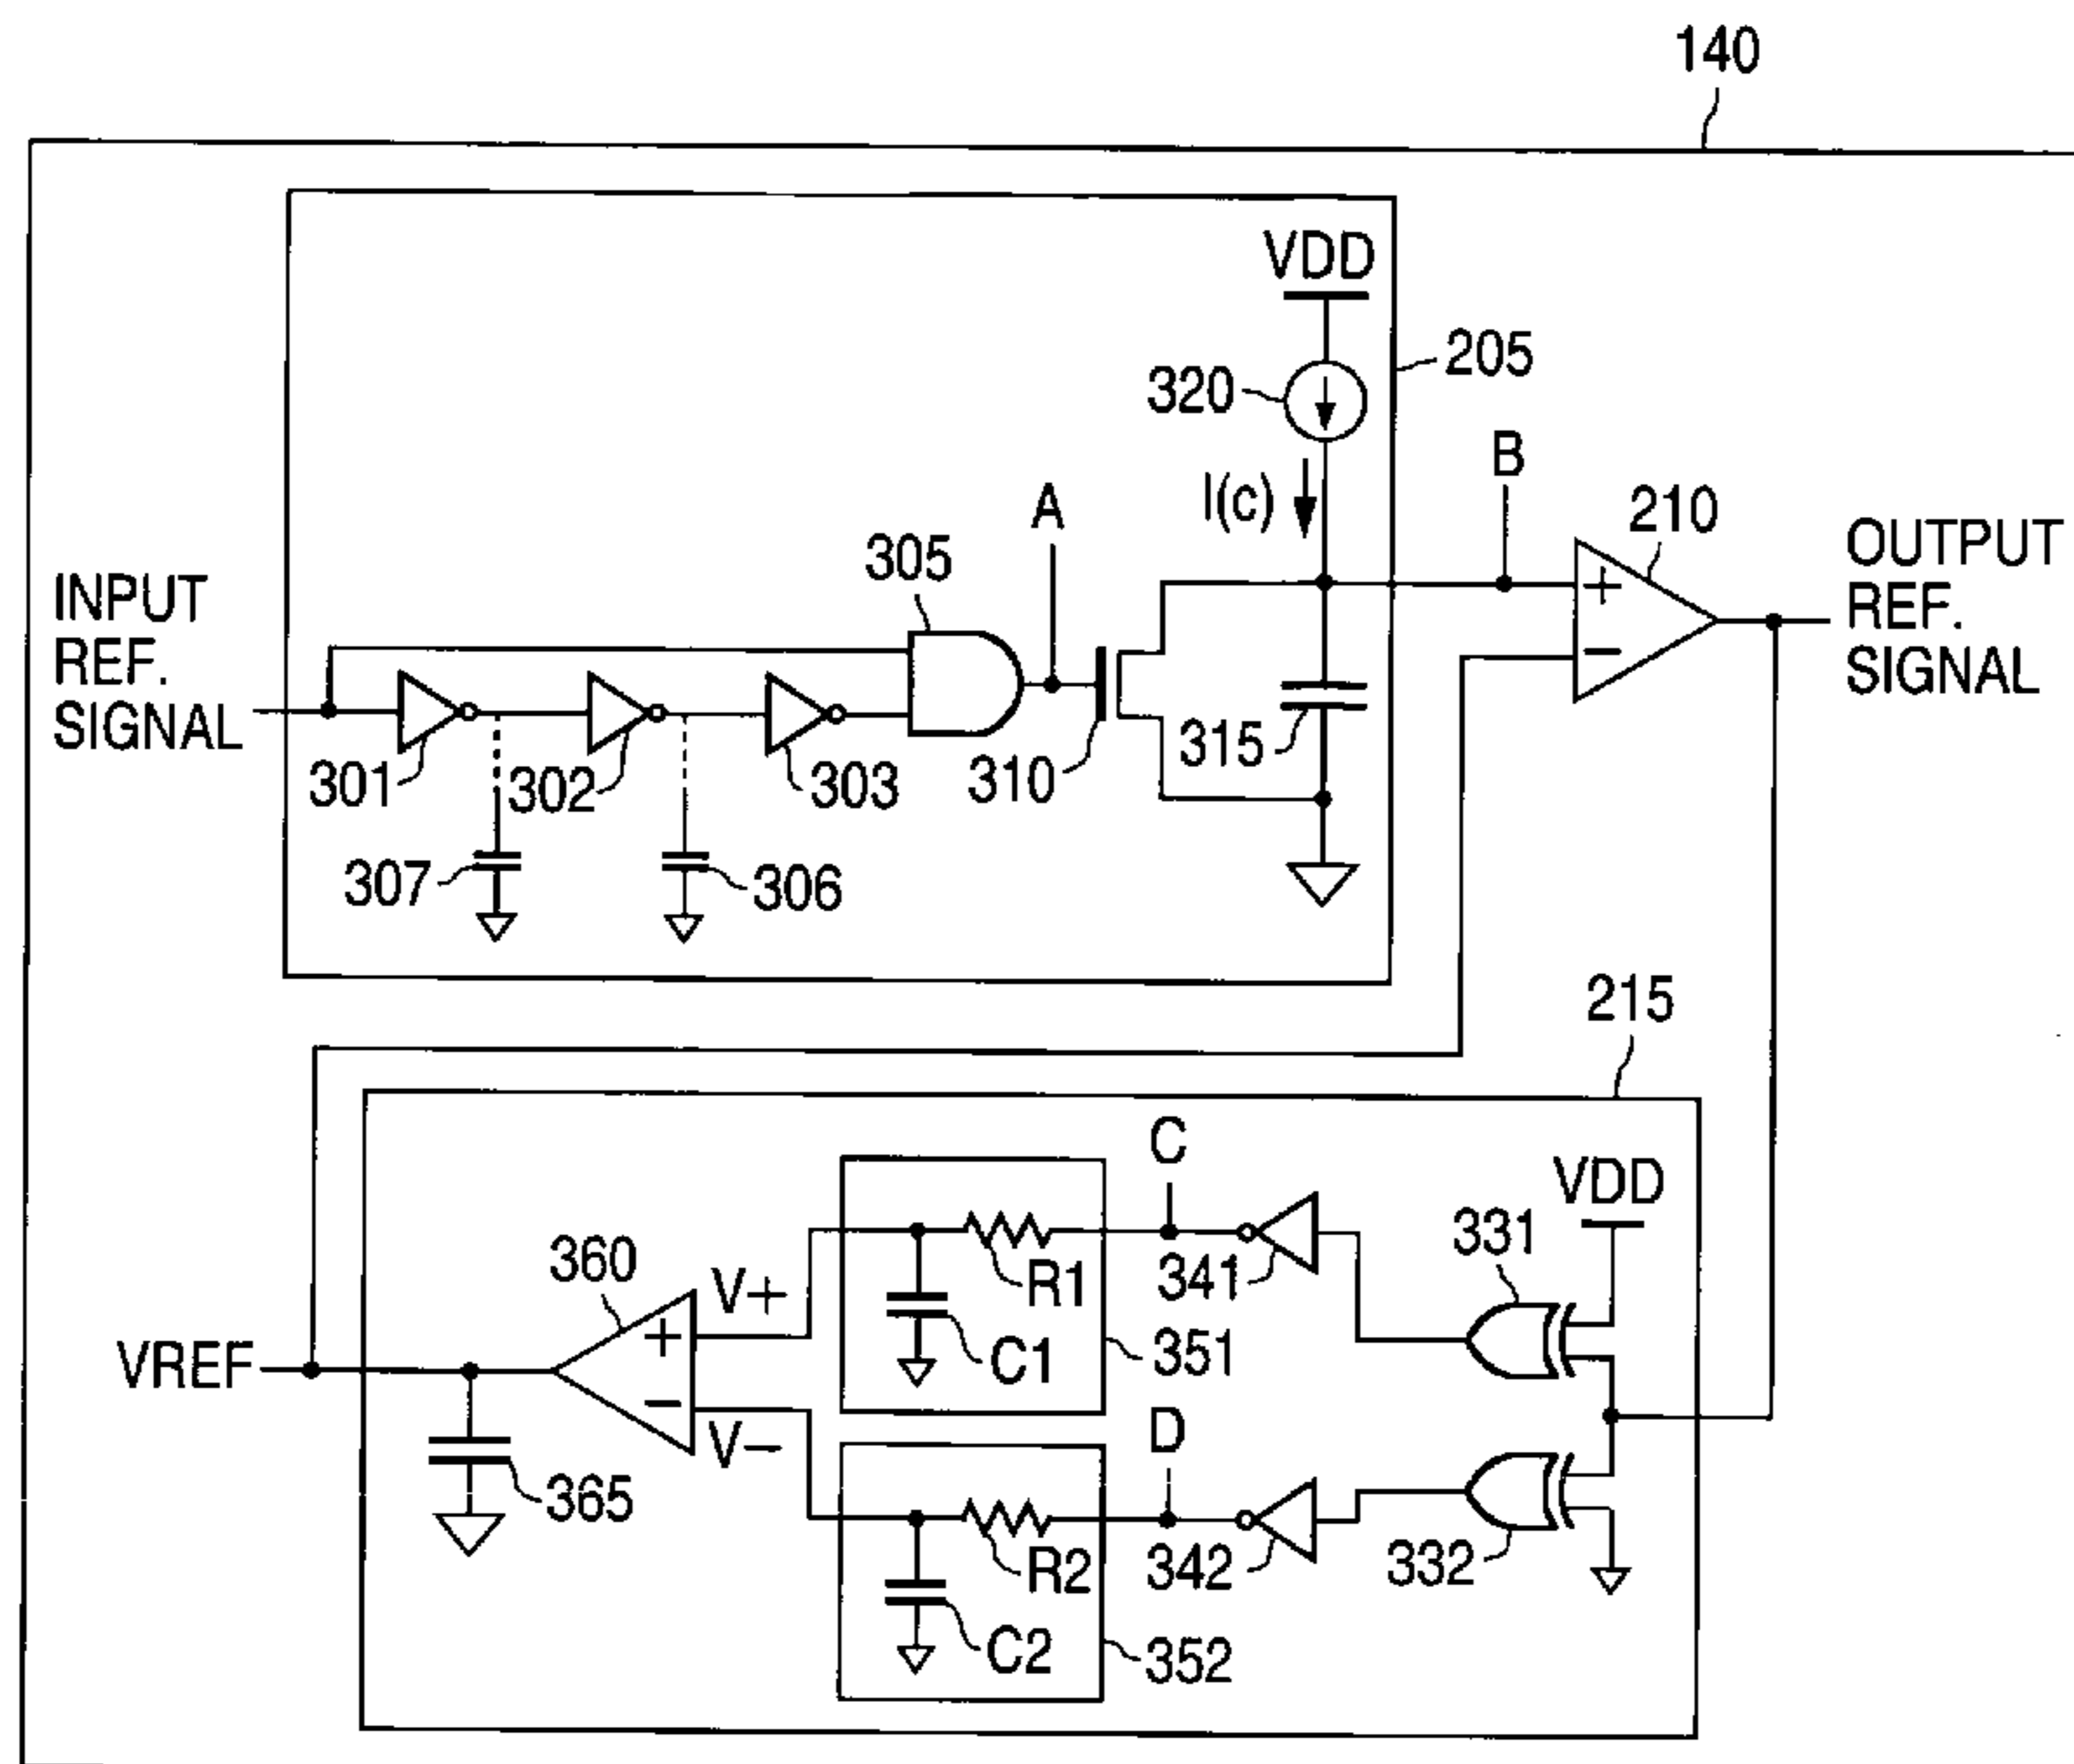 140
VDD
205
320
B
I(c)
210
A
305
OUTPUT
REF.
SIGNAL
INPUT
REF.
SIGNAL
301
302
303
310
315
307
306
215
C
VDD
331
360
V+
R1
341
C1
351
VREF
+
−
V−
D
365
R2
342
332
C2
352
+
−